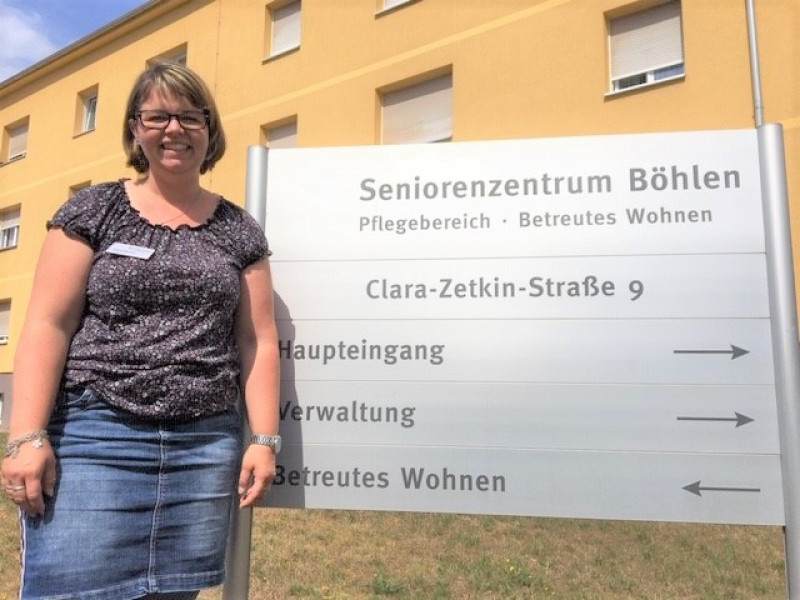 Seniorenzentrum Böhlen
Pflegebereich · Betreutes Wohnen
Clara-Zetkin-Straße 9
Haupteingang
Verwaltung
Betreutes Wohnen